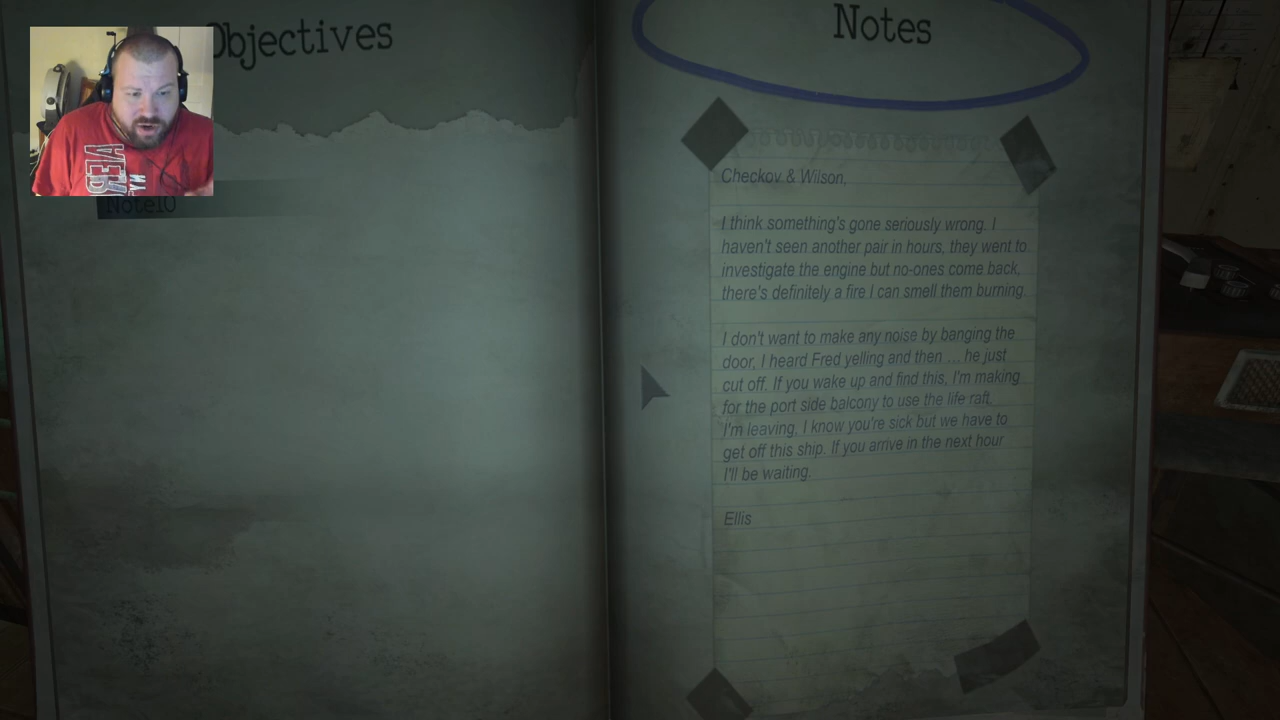 Objectives
Notes
Note10
Checkov & Wilson,
I think something's gone seriously wrong. I
haven't seen another pair in hours, they went to
investigate the engine but no-ones come back,
there's definitely a fire I can smell them burning.
I don't want to make any noise by banging the
door, I heard Fred yelling and then ... he just
cut off. If you wake up and find this, I'm making
for the port side balcony to use the life raft,
I'm leaving, I know you're sick but we have to
get off this ship. If you arrive in the next hour
I'll be waiting.
Ellis